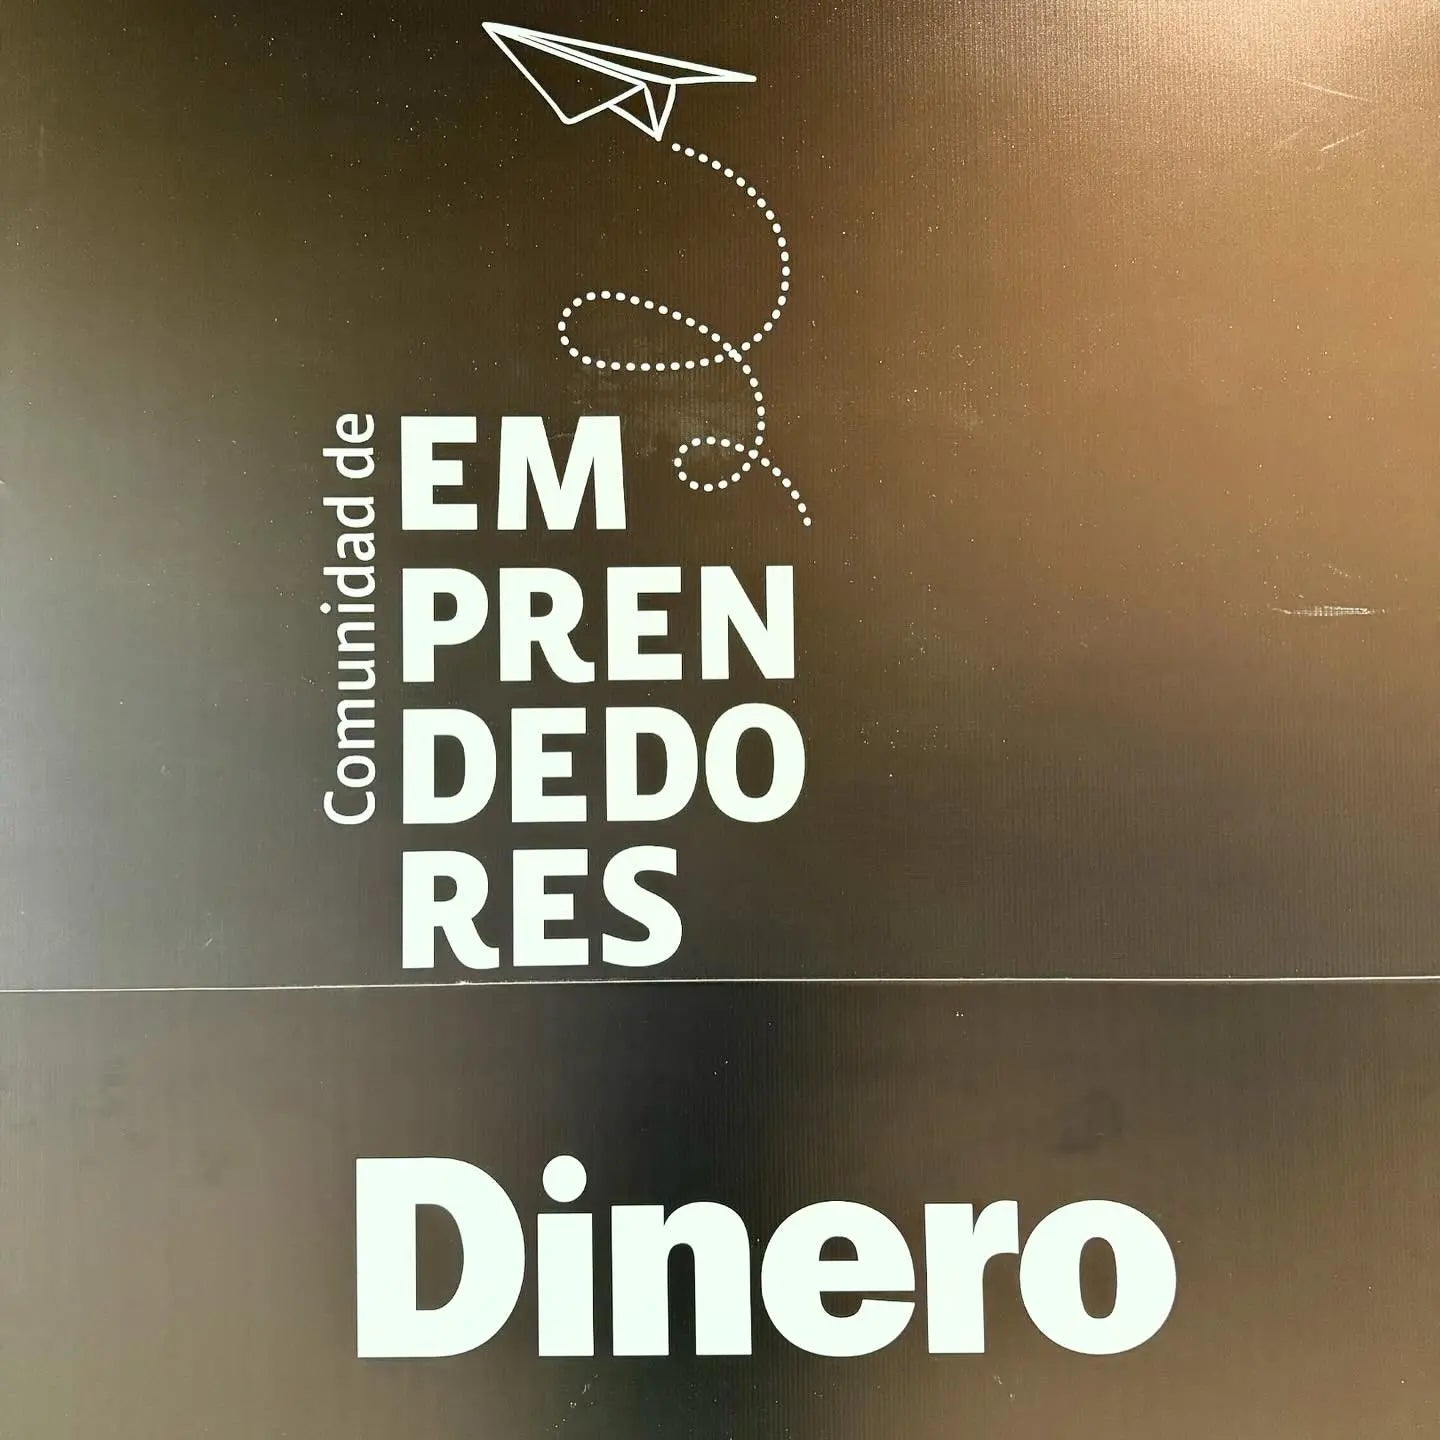 Comunidad de
EM
PREN
DEDO
RES
Dinero